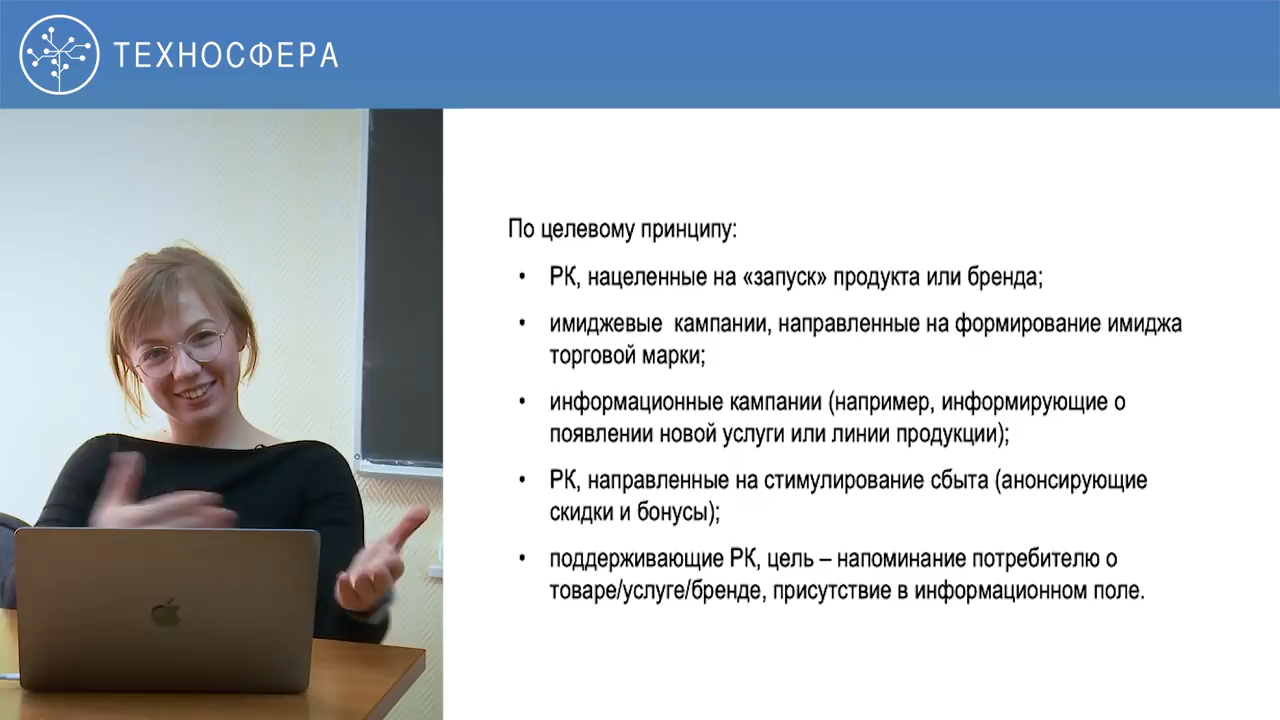 ТЕХНОСФЕРА
По целевому принципу:
• РК, нацеленные на «запуск» продукта или бренда;
• имиджевые кампании, направленные на формирование имиджа
торговой марки;
• информационные кампании (например, информирующие о
появлении новой услуги или линии продукции);
• РК, направленные на стимулирование сбыта (анонсирующие
скидки и бонусы);
• поддерживающие РК, цель – напоминание потребителю о
товаре/услуге/бренде, присутствие в информационном поле.